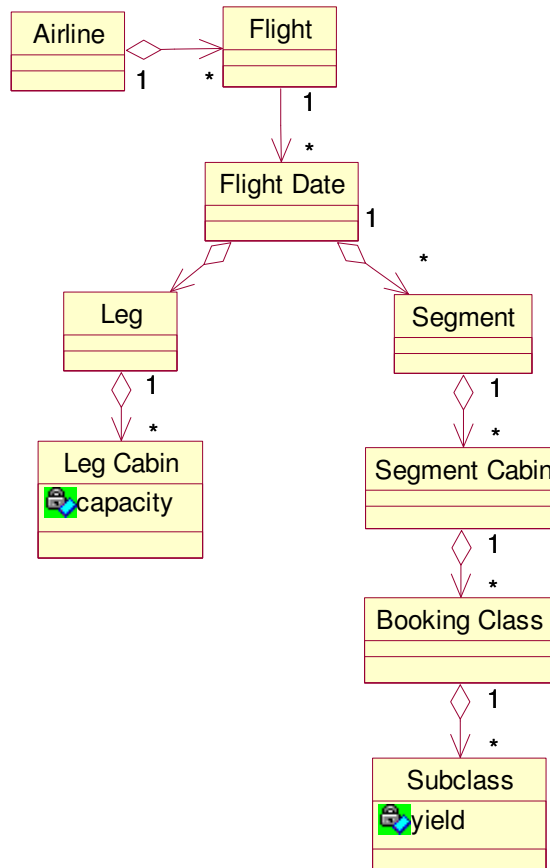 Airline
Flight
1
*
1
*
Flight Date
1
*
Leg
Segment
1
*
1
*
Leg Cabin
capacity
Segment Cabin
1
*
Booking Class
1
*
Subclass
yield